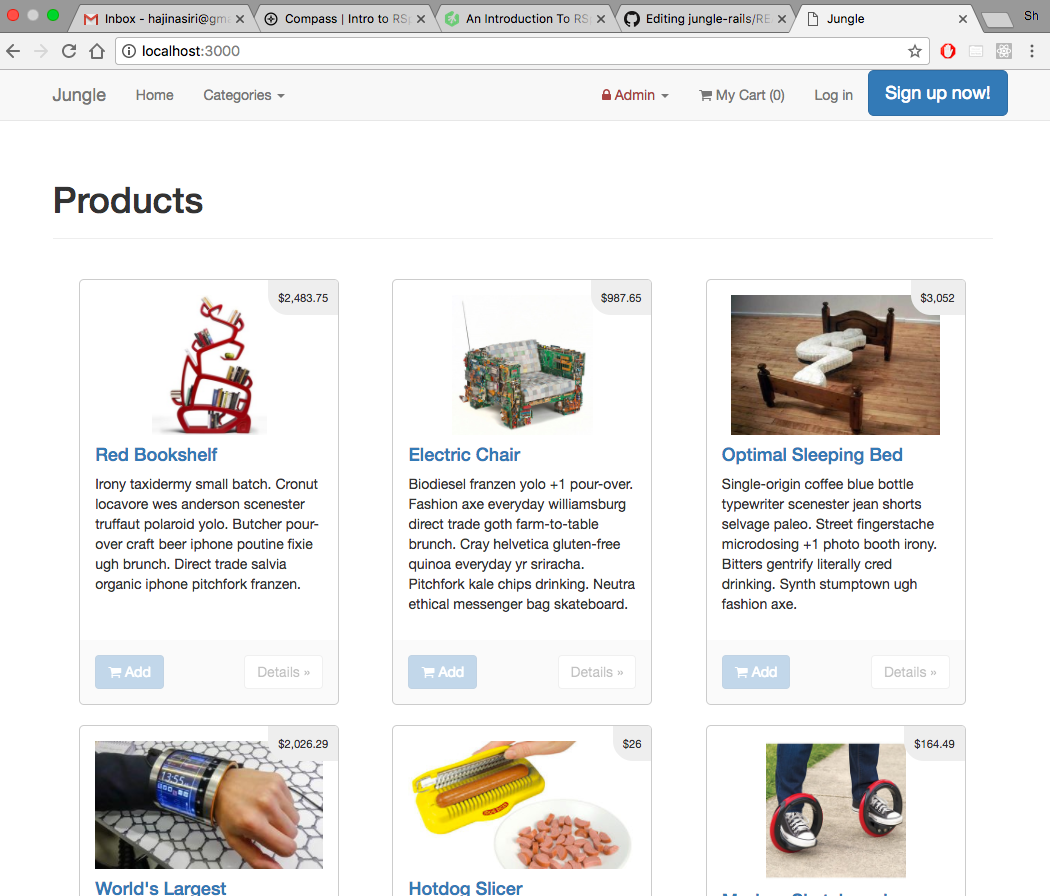 Inbox - hajinasiri@gma
Compass | Intro to RSp
An Introduction To RSp
Editing jungle-rails/RE
Jungle
Sh
localhost:3000
Jungle Home Categories Admin My Cart (0) Log in Sign up now!
Products
$2,483.75
$987.65
$3,052
Red Bookshelf
Irony taxidermy small batch. Cronut
locavore wes anderson scenester
truffaut polaroid yolo. Butcher pour-
over craft beer iphone poutine fixie
ugh brunch. Direct trade salvia
organic iphone pitchfork franzen.
Add Details »
Electric Chair
Biodiesel franzen yolo +1 pour-over.
Fashion axe everyday williamsburg
direct trade goth farm-to-table
brunch. Cray helvetica gluten-free
quinoa everyday yr sriracha.
Pitchfork kale chips drinking. Neutra
ethical messenger bag skateboard.
Add Details »
Optimal Sleeping Bed
Single-origin coffee blue bottle
typewriter scenester jean shorts
selvage paleo. Street fingerstache
microdosing +1 photo booth irony.
Bitters gentrify literally cred
drinking. Synth stumptown ugh
fashion axe.
Add Details »
$2,026.29
13:55
World's Largest
$26
Hotdog Slicer
$164.49